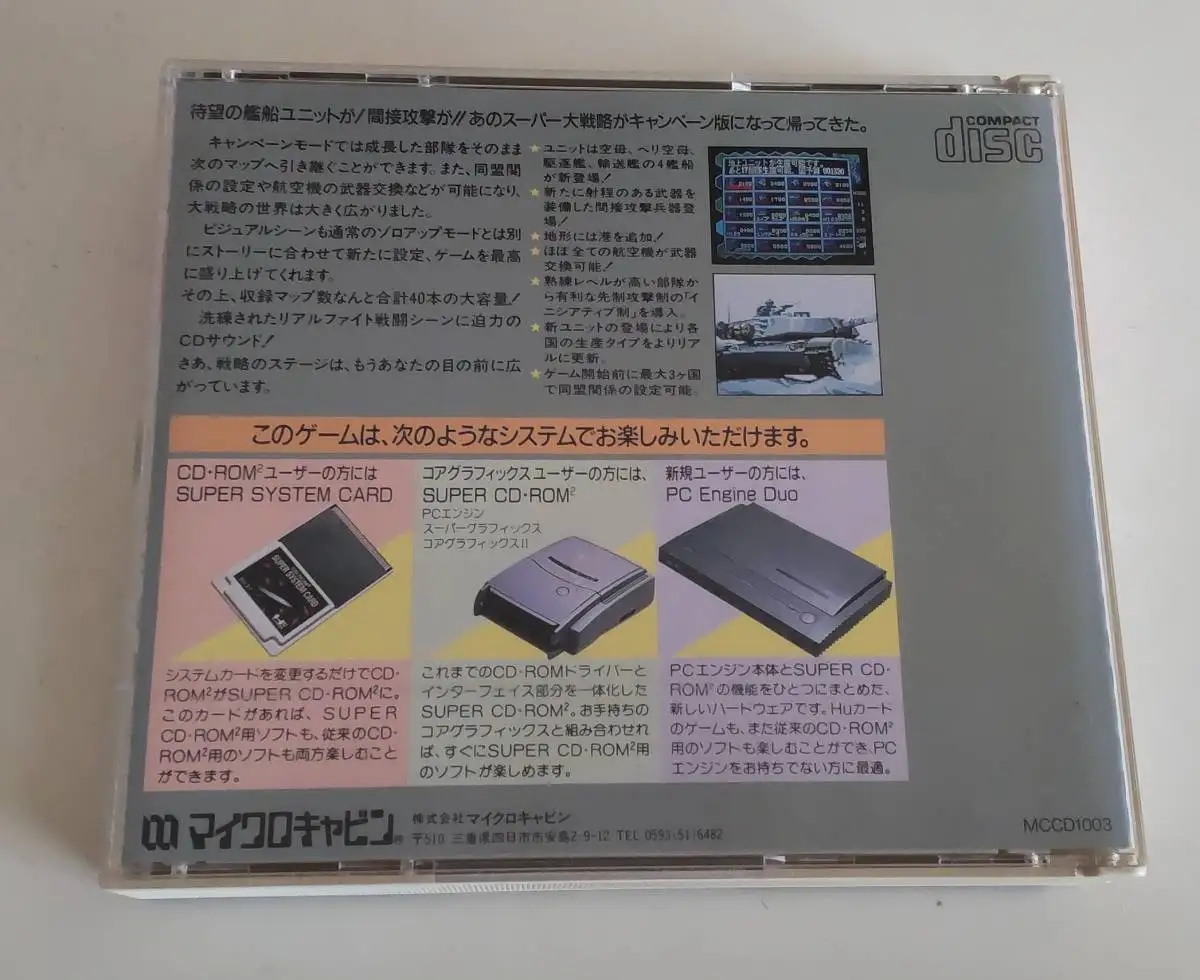 待望の艦船ユニットが！間接攻撃が!!あのスーパー大戦略がキャンペーン版になって帰ってきた。
COMPACT
disc
キャンペーンモードでは成長した部隊をそのまま
次のマップへ引き継ぐことができます。また、同盟関
係の設定や航空機の武器交換などが可能になり、
大戦略の世界は大きく広がりました。
ビジュアルシーンも通常のソロアップモードとは別
にストーリーに合わせて新たに設定、ゲームを最高
に盛り上げてくれます。
その上、収録マップ数なんと合計40本の大容量！
洗練されたリアルファイト戦闘シーンに迫力の
CDサウンド！
さあ、戦略のステージは、もうあなたの目の前に広
がっています。
★ユニットは空母、ヘリ空母、
駆逐艦、輸送艦の4艦船
が新登場！
★新たに射程のある武器を
装備した間接攻撃兵器登
場！
★地形には港を追加！
★ほぼ全ての航空機が武器
交換可能！
★熟練レベルが高い部隊か
ら有利な先制攻撃制の「イ
ニシアティブ制」を導入。
★新ユニットの登場により各
国の生産タイプをよりリア
ルに更新。
★ゲーム開始前に最大3ヶ国
で同盟関係の設定可能。
地上ユニットが生産可能です。
このゲームは、次のようなシステムでお楽しみいただけます。
CD・ROM²ユーザーの方には
SUPER SYSTEM CARD
SUPER SYSTEM CARD
システムカードを変更するだけでCD・
ROM²がSUPER CD・ROM²に。
このカードがあれば、SUPER
CD・ROM²用ソフトも、従来のCD・
ROM²用のソフトも両方楽しむこと
ができます。
コアグラフィックスユーザーの方には、
SUPER CD・ROM²
PCエンジン
スーパーグラフィックス
コアグラフィックスII
これまでのCD・ROMドライバーと
インターフェイス部分を一体化した
SUPER CD・ROM²。お手持ちの
コアグラフィックスと組み合わせれ
ば、すぐにSUPER CD・ROM²用
のソフトが楽しめます。
新規ユーザーの方には、
PC Engine Duo
PCエンジン本体とSUPER CD・
ROM²の機能をひとつにまとめた、
新しいハートウェアです。Huカード
のゲームも、また従来のCD・ROM²
用のソフトも楽しむことができ、PC
エンジンをお持ちでない方に最適。
マイクロキャビン®
株式会社マイクロキャビン
〒510 三重県四日市市安島2-9-12 TEL 0593/51/6482
MCCD1003